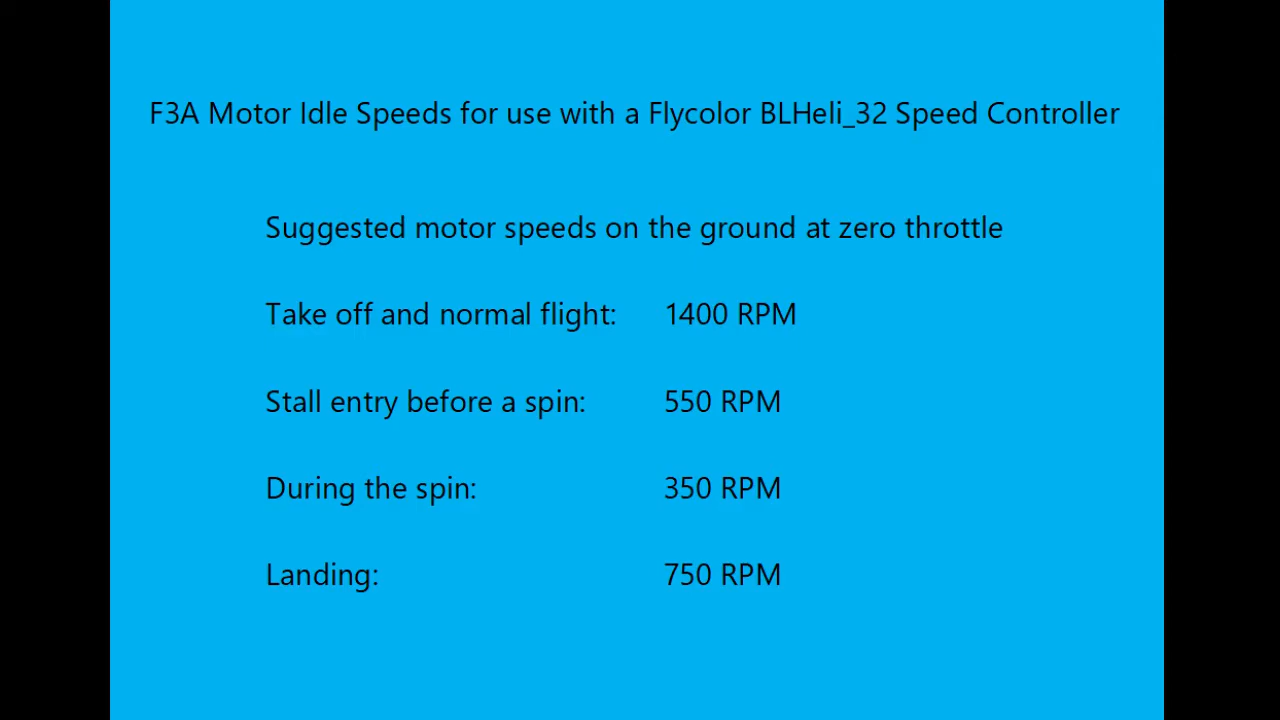 F3A Motor Idle Speeds for use with a Flycolor BLHeli_32 Speed Controller
Suggested motor speeds on the ground at zero throttle
Take off and normal flight: 1400 RPM
Stall entry before a spin: 550 RPM
During the spin: 350 RPM
Landing: 750 RPM